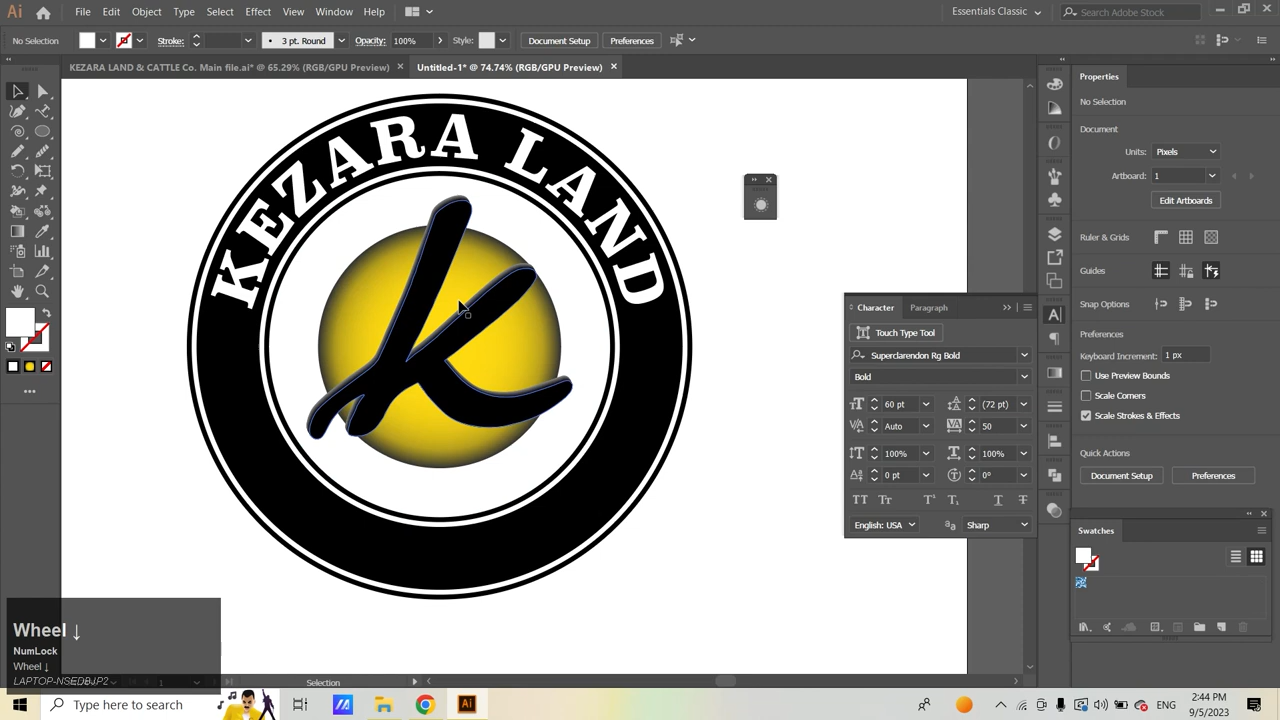 Ai File Edit Object Type Select Effect View Window Help Essentials Classic Search Adobe Stock
No Selection Stroke: 3 pt. Round Opacity: 100% Style: Document Setup Preferences
KEZARA LAND & CATTLE Co. Main file.ai* @ 65.29% (RGB/GPU Preview) × Untitled-1* @ 74.74% (RGB/GPU Preview) ×
Properties
No Selection
Document
Units: Pixels
Artboard: 1
Edit Artboards
Ruler & Grids
Guides
Snap Options
Preferences
Keyboard Increment: 1 px
Use Preview Bounds
Scale Corners
Scale Strokes & Effects
Quick Actions
Document Setup Preferences
Swatches
KEZARA LAND
K
Character Paragraph
Touch Type Tool
Superclarendon Rg Bold
Bold
60 pt (72 pt)
Auto 50
100% 100%
0 pt 0°
English: USA Sharp
Wheel ↓
NumLock
Wheel ↓
LAPTOP-NSEDBJP2
1 Selection
Type here to search
Ai
ENG
2:44 PM
9/5/2023